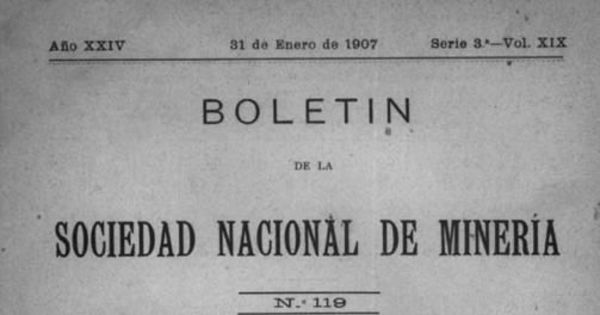 Año XXIV 31 de Enero de 1907 Serie 3.ª—Vol. XIX
BOLETIN
DE LA
SOCIEDAD NACIONAL DE MINERÍA
N.º 119